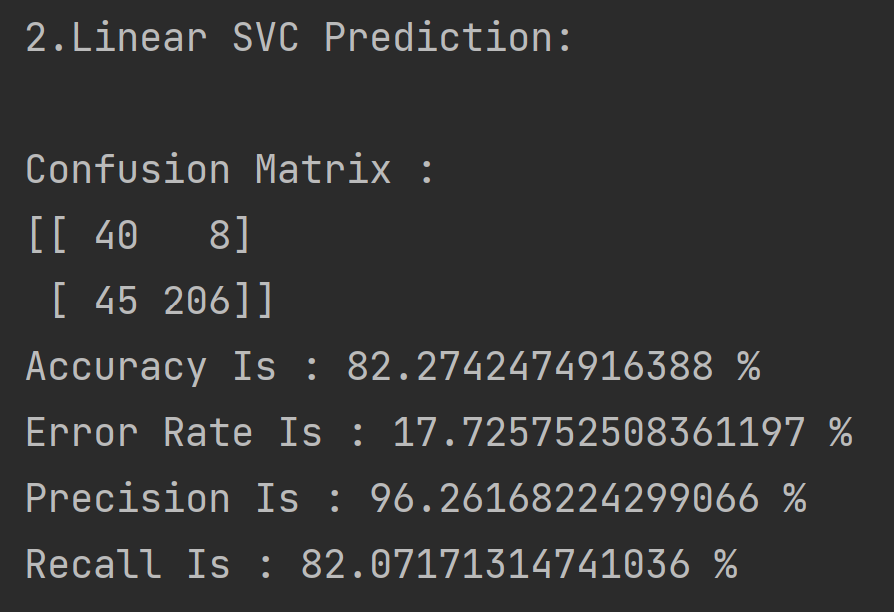 2.Linear SVC Prediction:
Confusion Matrix :
[[ 40   8]
 [ 45 206]]
Accuracy Is : 82.2742474916388 %
Error Rate Is : 17.725752508361197 %
Precision Is : 96.26168224299066 %
Recall Is : 82.07171314741036 %